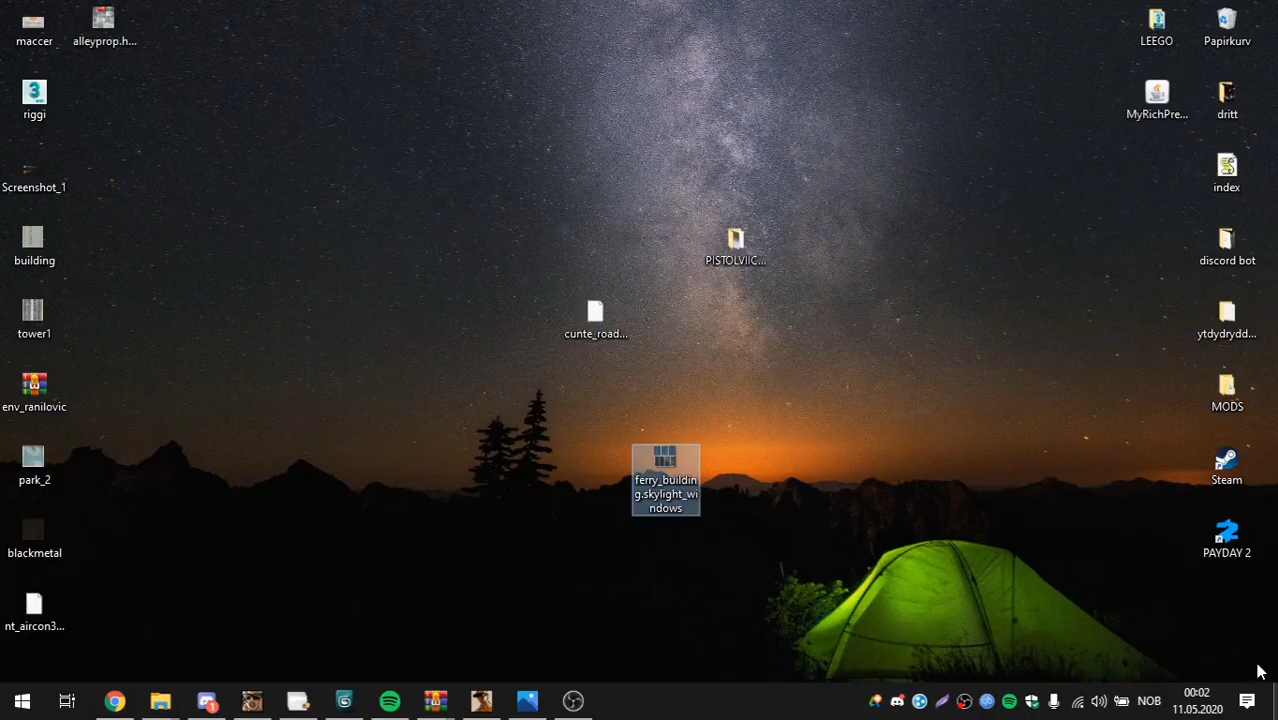 maccer
alleyprop.h...
LEEGO
Papirkurv
riggi
MyRichPre...
dritt
Screenshot_1
index
building
PISTOLVIIC...
discord bot
tower1
cunte_road...
ytdydrydd...
env_ranilovic
MODS
park_2
ferry_buildin
g.skylight_wi
ndows
Steam
blackmetal
PAYDAY 2
nt_aircon3...
NOB
00:02
11.05.2020